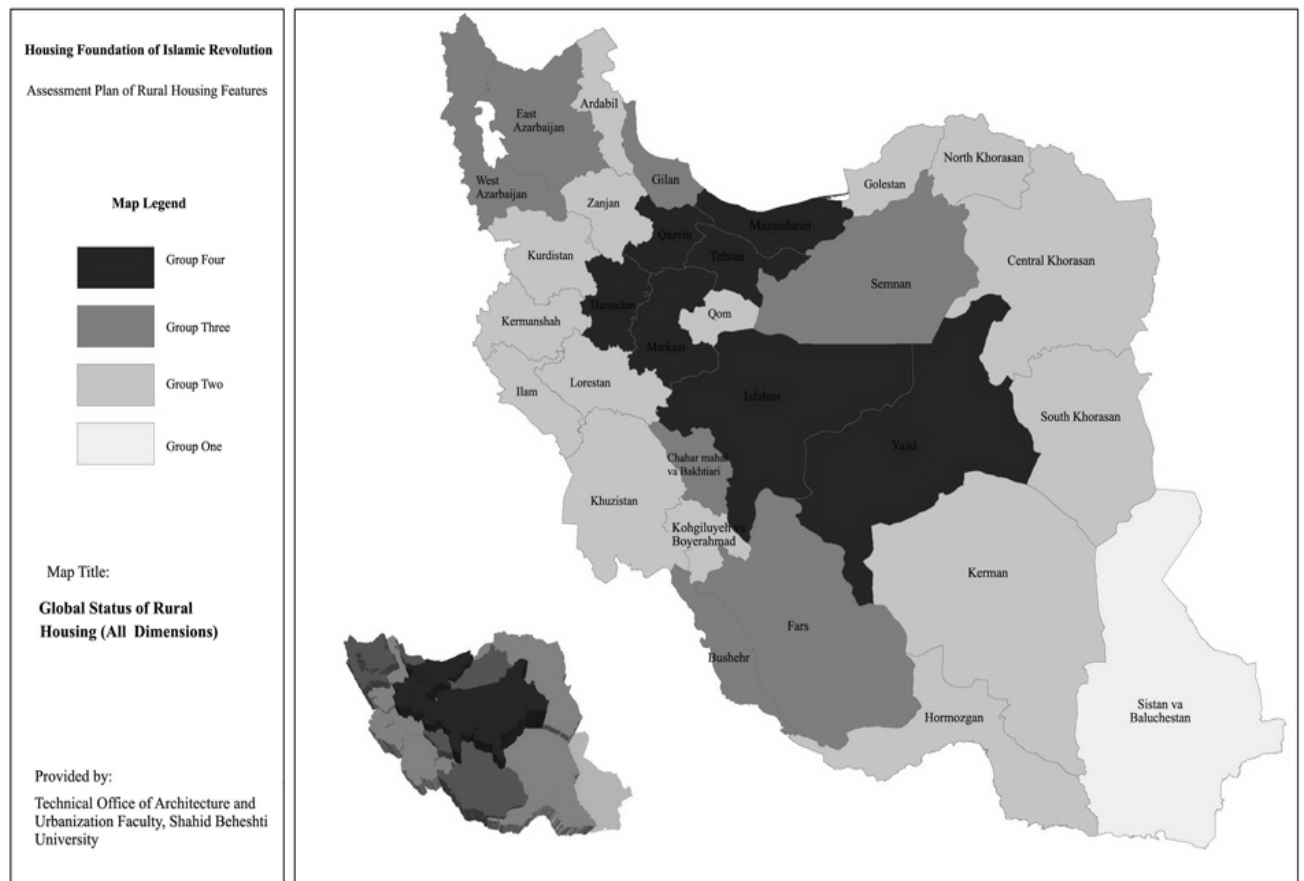 Housing Foundation of Islamic Revolution
Assessment Plan of Rural Housing Features
Map Legend
Group Four
Group Three
Group Two
Group One
Map Title:
Global Status of Rural
Housing (All Dimensions)
Provided by:
Technical Office of Architecture and
Urbanization Faculty, Shahid Beheshti
University
East
Azarbaijan
Ardabil
West
Azarbaijan
Gilan
Zanjan
Golestan
North Khorasan
Mazandaran
Qazvin
Tehran
Kurdistan
Central Khorasan
Semnan
Hamadan
Qom
Kermanshah
Markazi
Lorestan
Ilam
Isfahan
South Khorasan
Yazd
Chahar mahal
va Bakhtiari
Khuzistan
Kohgiluyeh va
Boyerahmad
Kerman
Fars
Bushehr
Hormozgan
Sistan va
Baluchestan